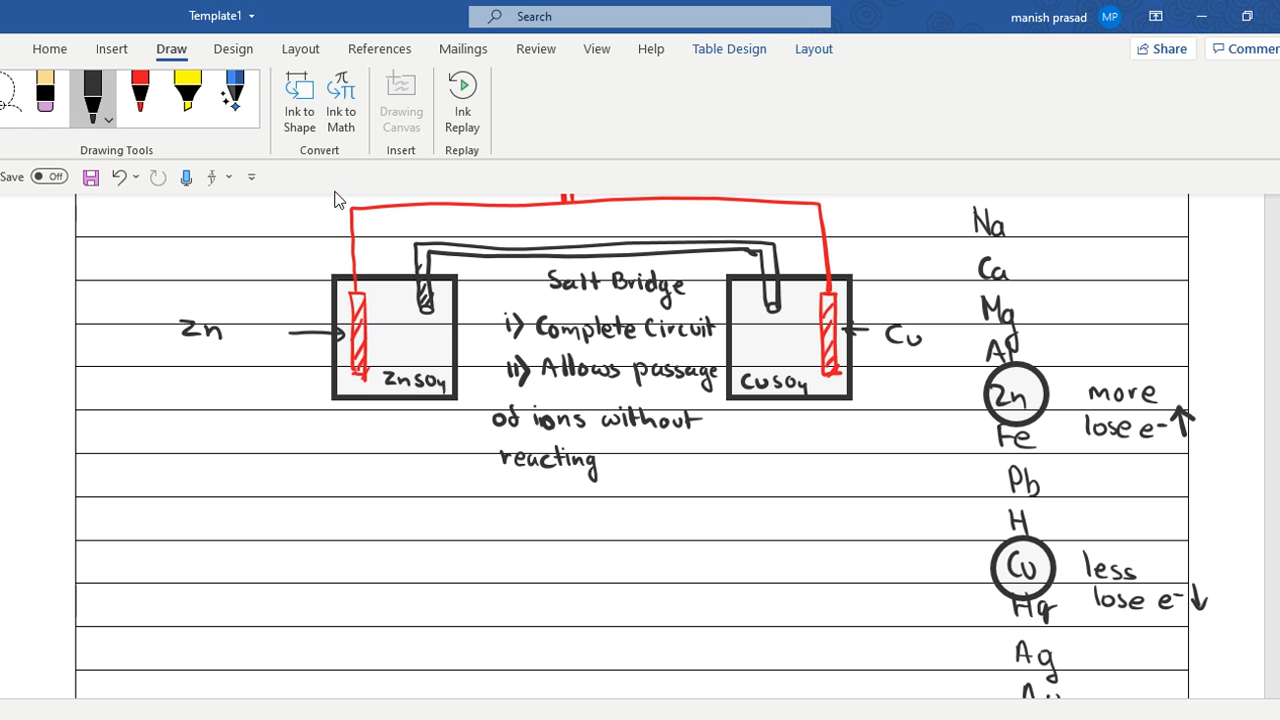 Template1
Search
manish prasad
MP
Home Insert Draw Design Layout References Mailings Review View Help Table Design Layout
Share
Ink to Shape
Ink to Math
Drawing Canvas
Ink Replay
Drawing Tools
Convert
Insert
Replay
Save
Off
Na
Ca
Mg
Al
Zn
more
lose e-
Fe
Pb
H
Cu
less
lose e-
Hg
Ag
Zn
ZnSO4
Salt Bridge
i) Complete Circuit
ii) Allows passage
of ions without
reacting
CuSO4
Cu